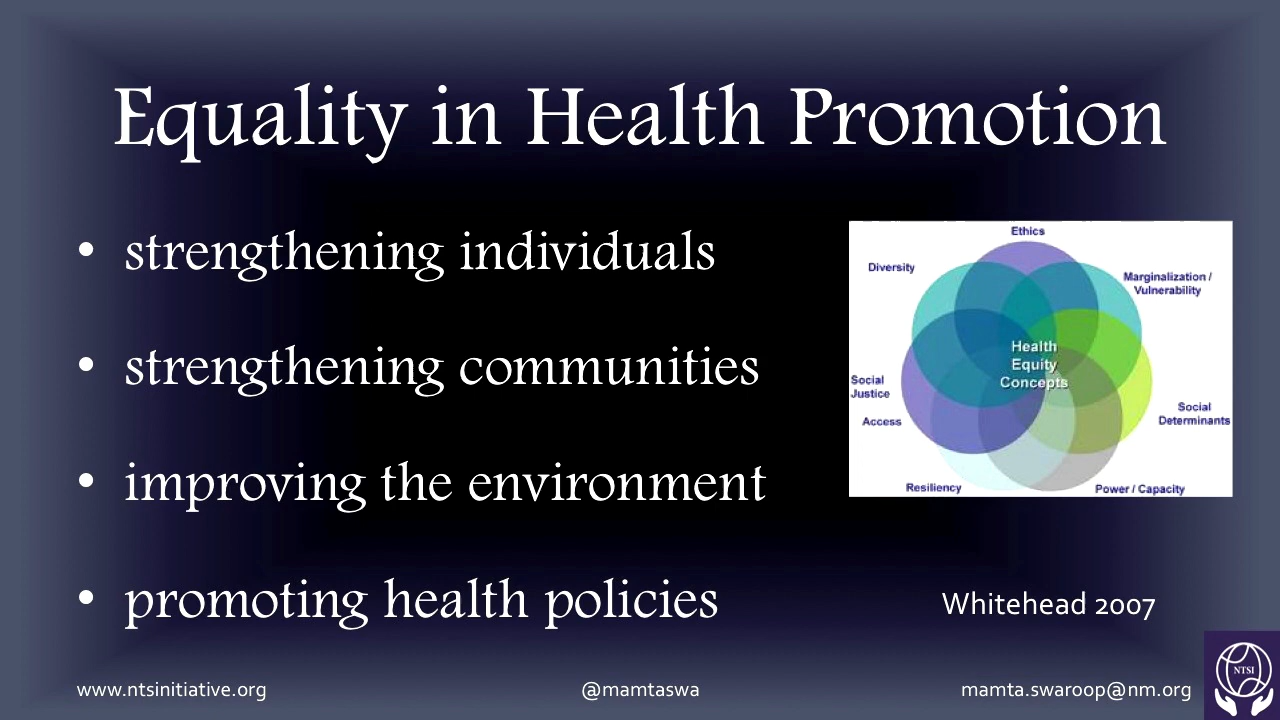 Equality in Health Promotion
• strengthening individuals
• strengthening communities
• improving the environment
• promoting health policies
Ethics
Diversity
Marginalization /
Vulnerability
Health
Equity
Concepts
Social
Justice
Access
Social
Determinants
Resiliency
Power / Capacity
Whitehead 2007
www.ntsinitiative.org
@mamtaswa
mamta.swaroop@nm.org
NTSI